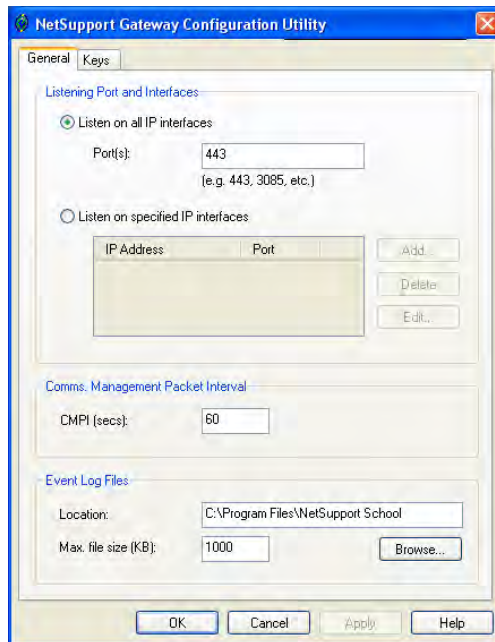 NetSupport Gateway Configuration Utility
General Keys
Listening Port and Interfaces
Listen on all IP interfaces
Port(s): 443
(e.g. 443, 3085, etc.)
Listen on specified IP interfaces
IP Address Port
Add...
Delete
Edit..
Comms. Management Packet Interval
CMPI (secs): 60
Event Log Files
Location: C:\Program Files\NetSupport School
Max. file size (KB): 1000 Browse...
OK Cancel Apply Help